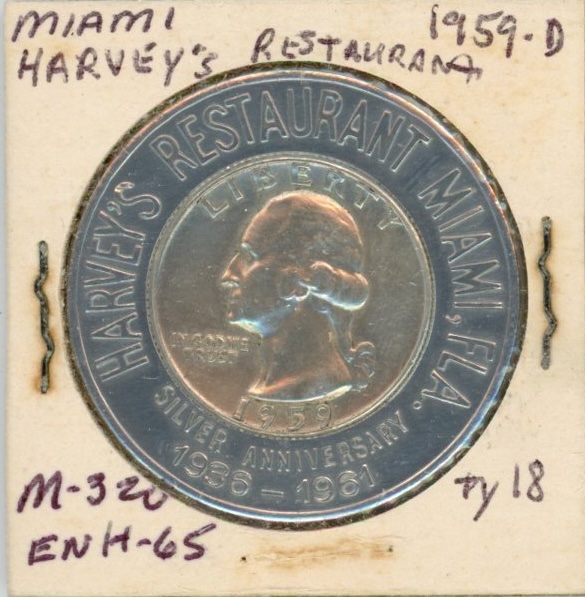 MIAMI 1959-D
HARVEY'S RESTAURANT
HARVEY'S RESTAURANT MIAMI, FLA.
LIBERTY
IN GOD WE
TRUST
1959
SILVER ANNIVERSARY
1936 - 1961
M-320 Ty 18
ENH-65